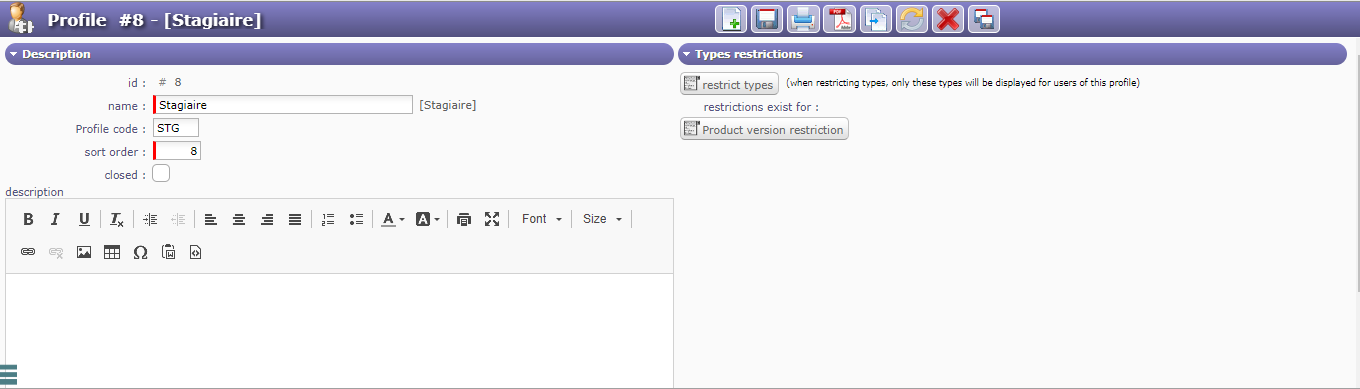 Profile #8 - [Stagiaire]
Description
id : # 8
name : Stagiaire [Stagiaire]
Profile code : STG
sort order : 8
closed :
description
B I U Tx
A A Font Size
Ω
Types restrictions
restrict types (when restricting types, only these types will be displayed for users of this profile)
restrictions exist for :
Product version restriction